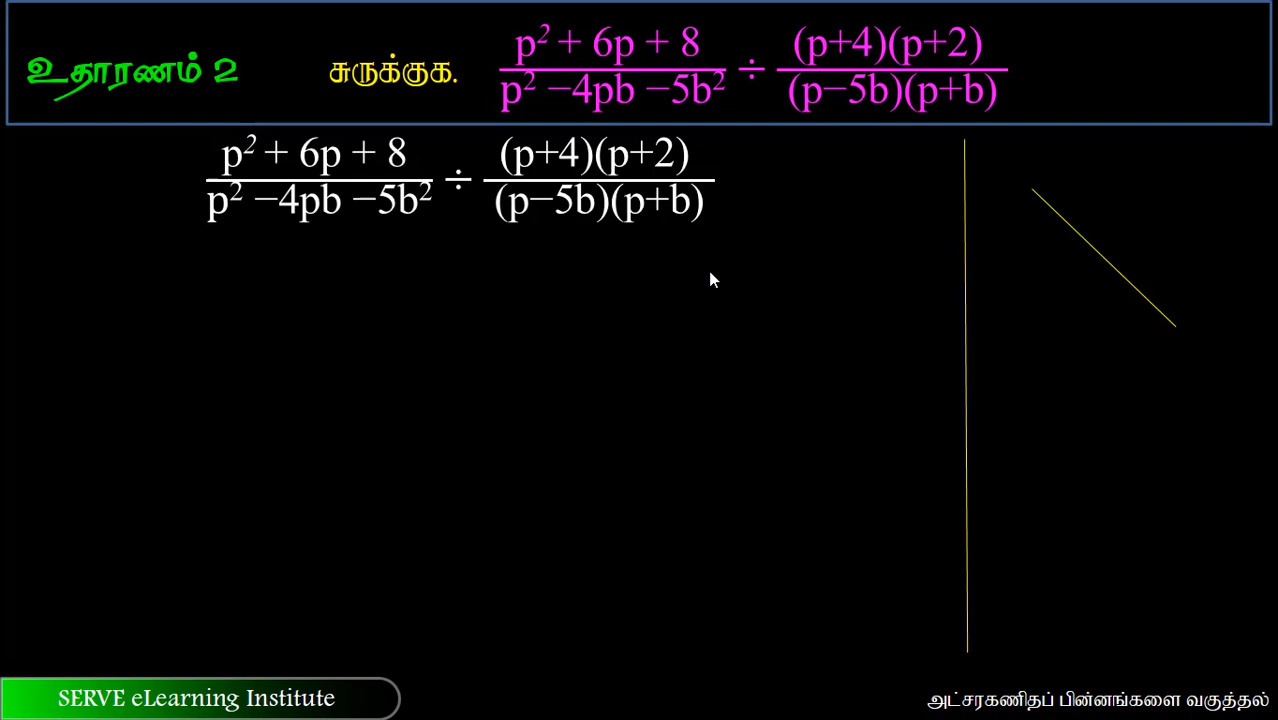 உதாரணம் 2 சுருக்குக. p² + 6p + 8 / p² −4pb −5b² ÷ (p+4)(p+2) / (p−5b)(p+b)
p² + 6p + 8 / p² −4pb −5b² ÷ (p+4)(p+2) / (p−5b)(p+b)
SERVE eLearning Institute
அட்சரகணிதப் பின்னங்களை வகுத்தல்